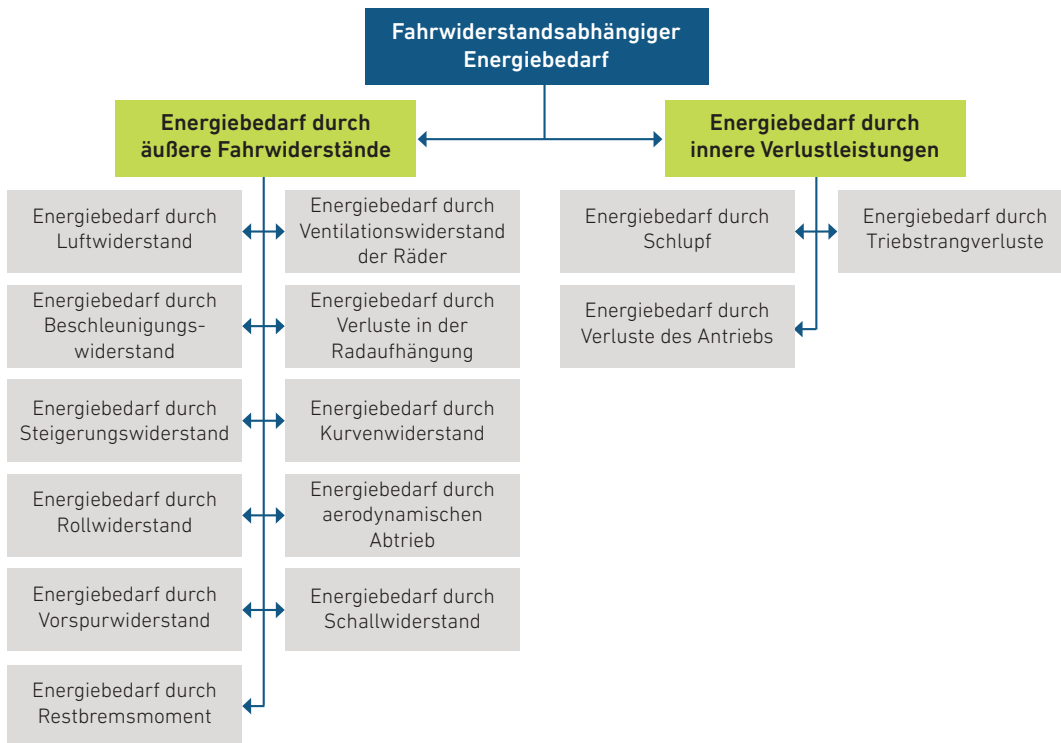 Fahrwiderstandsabhängiger
Energiebedarf
Energiebedarf durch
äußere Fahrwiderstände
Energiebedarf durch
innere Verlustleistungen
Energiebedarf durch
Luftwiderstand
Energiebedarf durch
Ventilationswiderstand
der Räder
Energiebedarf durch
Schlupf
Energiebedarf durch
Triebstrangverluste
Energiebedarf durch
Beschleunigungs-
widerstand
Energiebedarf durch
Verluste in der
Radaufhängung
Energiebedarf durch
Verluste des Antriebs
Energiebedarf durch
Steigerungswiderstand
Energiebedarf durch
Kurvenwiderstand
Energiebedarf durch
Rollwiderstand
Energiebedarf durch
aerodynamischen
Abtrieb
Energiebedarf durch
Vorspurwiderstand
Energiebedarf durch
Schallwiderstand
Energiebedarf durch
Restbremsmoment